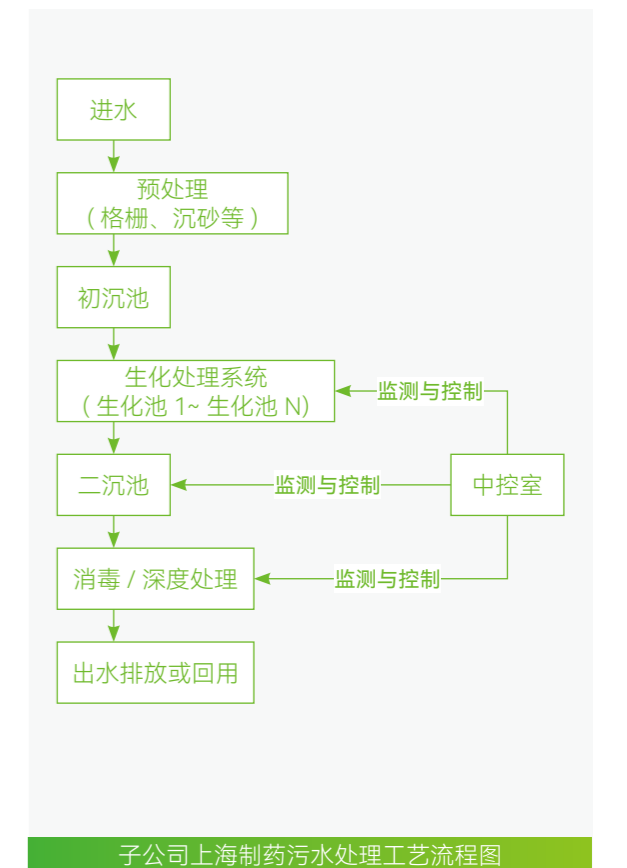 进水
预处理
（格栅、沉砂等）
初沉池
生化处理系统
（生化池 1~ 生化池 N)
监测与控制
二沉池
监测与控制
中控室
消毒 / 深度处理
监测与控制
出水排放或回用
子公司上海制药污水处理工艺流程图